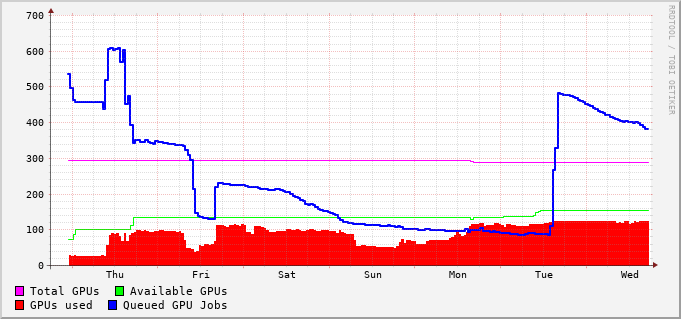 700
600
500
400
300
200
100
0
Thu Fri Sat Sun Mon Tue Wed
Total GPUs Available GPUs
GPUs used Queued GPU Jobs
RRDTOOL / TOBI OETIKER